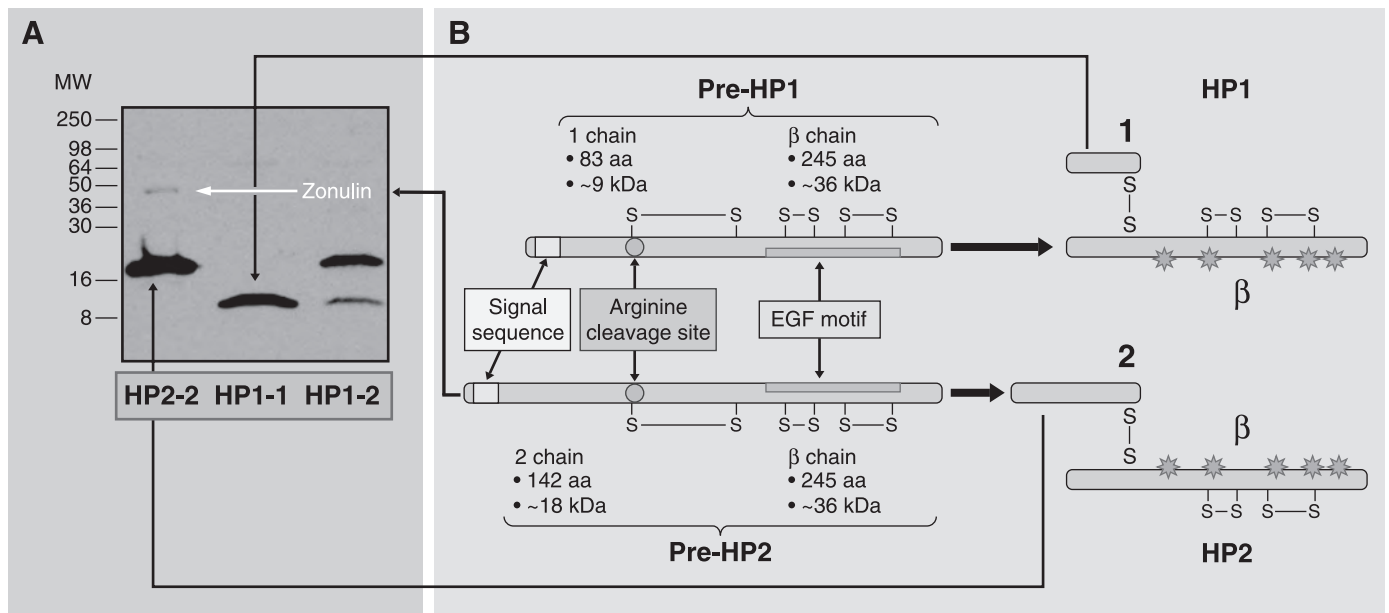 A
MW
250
98
64
50
36
30
16
8
Zonulin
HP2-2 HP1-1 HP1-2
B
Pre-HP1
1 chain
• 83 aa
• ~9 kDa
β chain
• 245 aa
• ~36 kDa
S S S S S S
Signal
sequence
Arginine
cleavage site
EGF motif
S S S S S S
2 chain
• 142 aa
• ~18 kDa
β chain
• 245 aa
• ~36 kDa
Pre-HP2
HP1
1
S
S
S S S S
β
2
S
S
β
S S S S
HP2